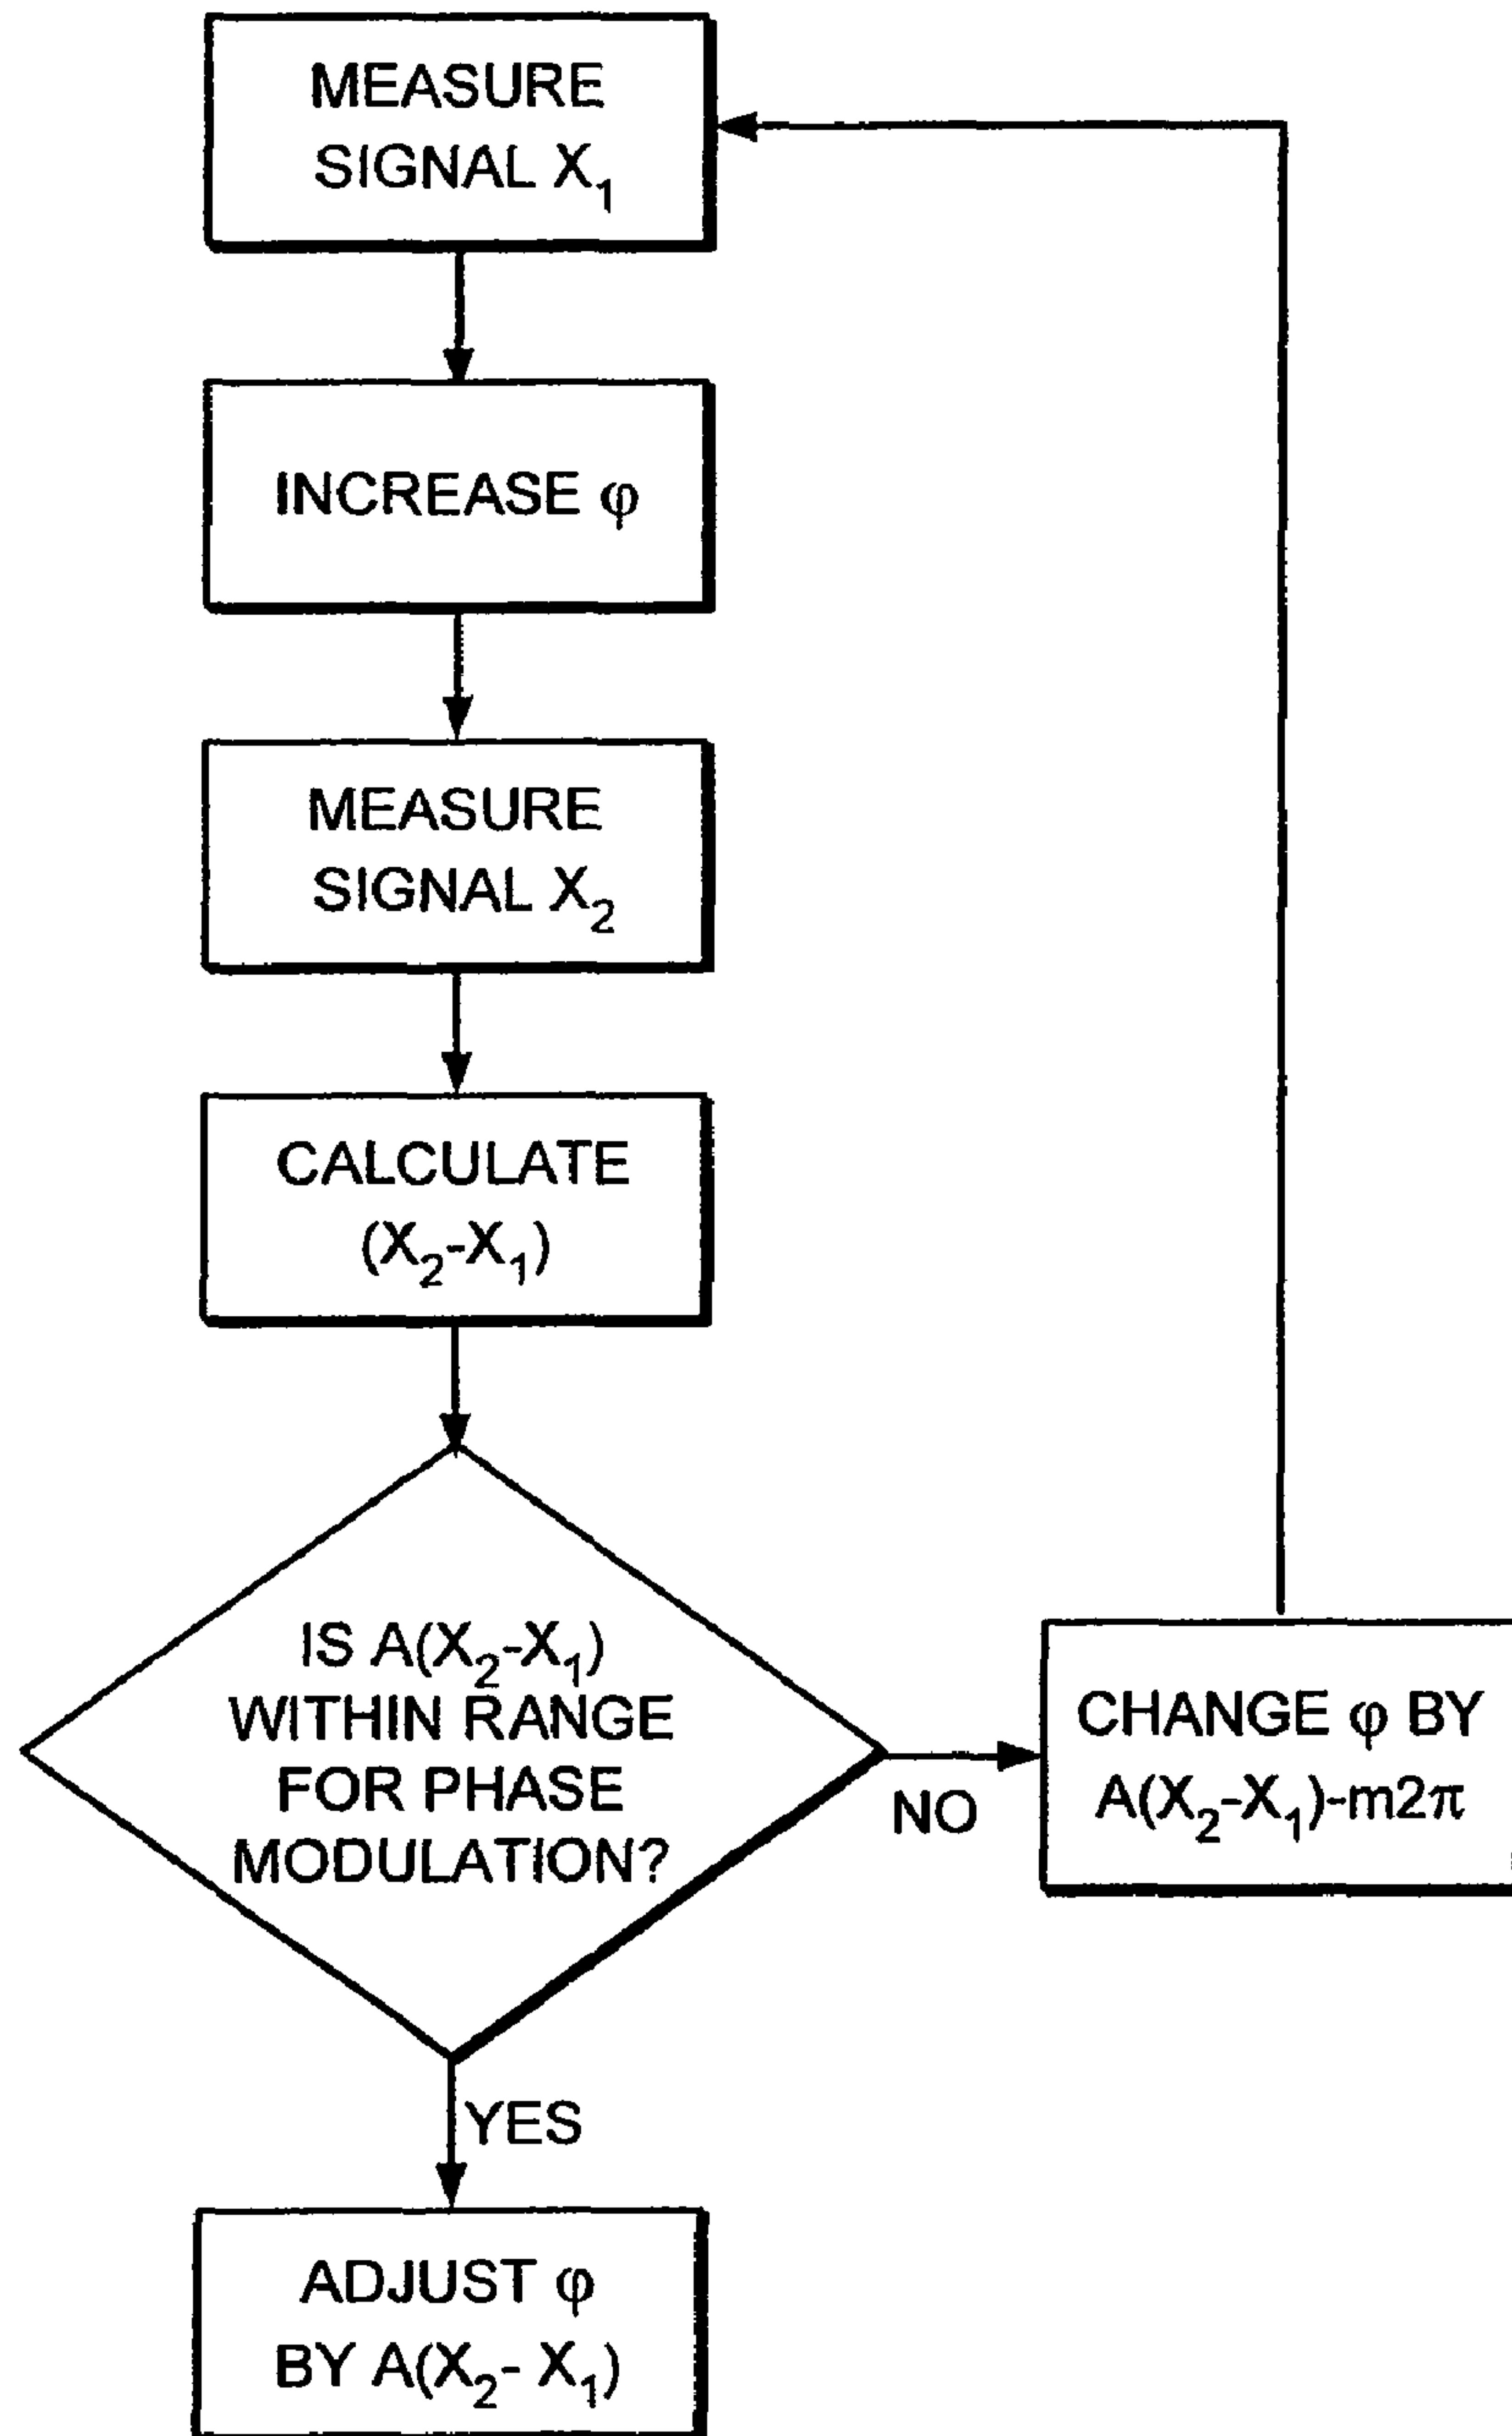 MEASURE
SIGNAL X₁
INCREASE φ
MEASURE
SIGNAL X₂
CALCULATE
(X₂-X₁)
IS A(X₂-X₁)
WITHIN RANGE
FOR PHASE
MODULATION?
NO
CHANGE φ BY
A(X₂-X₁)-m2π
YES
ADJUST φ
BY A(X₂- X₁)